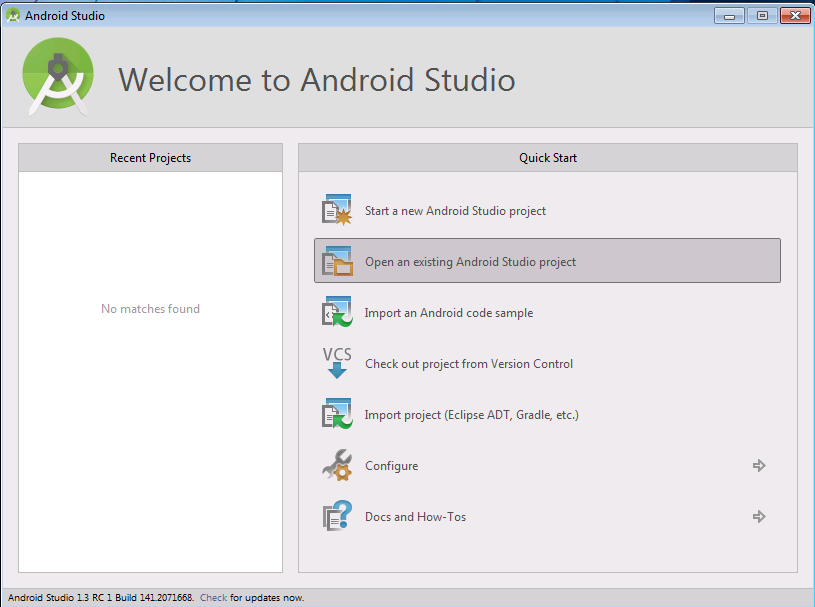 Android Studio
Welcome to Android Studio
Recent Projects
No matches found
Quick Start
Start a new Android Studio project
Open an existing Android Studio project
Import an Android code sample
VCS
Check out project from Version Control
Import project (Eclipse ADT, Gradle, etc.)
Configure
Docs and How-Tos
Android Studio 1.3 RC 1 Build 141.2071668. Check for updates now.